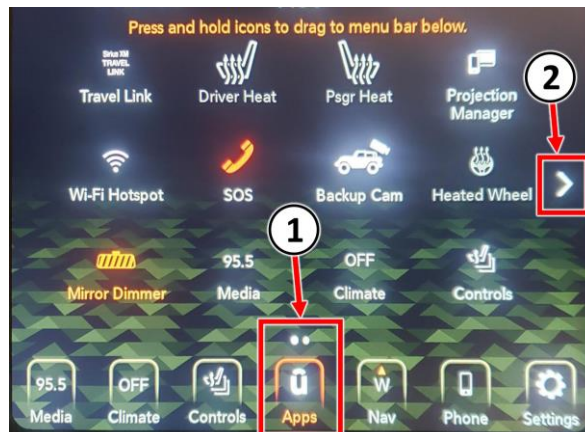 Press and hold icons to drag to menu bar below.
Sirius XM
TRAVEL
LINK
Travel Link
Driver Heat
Psgr Heat
Projection
Manager
2
Wi-Fi Hotspot
SOS
Backup Cam
Heated Wheel
1
Mirror Dimmer
95.5
Media
OFF
Climate
Controls
95.5
Media
OFF
Climate
Controls
û
Apps
W
Nav
Phone
Settings